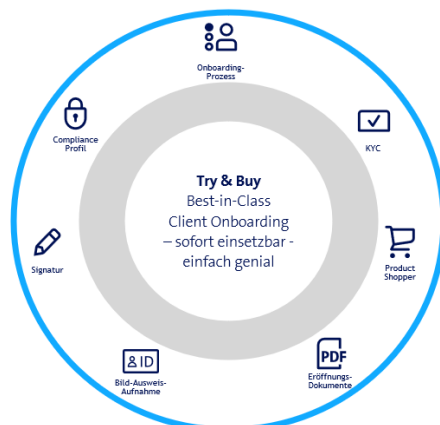 Onboarding-
Prozess
Compliance
Profil
KYC
Try & Buy
Best-in-Class
Client Onboarding
– sofort einsetzbar -
einfach genial
Signatur
Product
Shopper
PDF
Eröffnungs-
Dokumente
ID
Bild-Ausweis-
Aufnahme